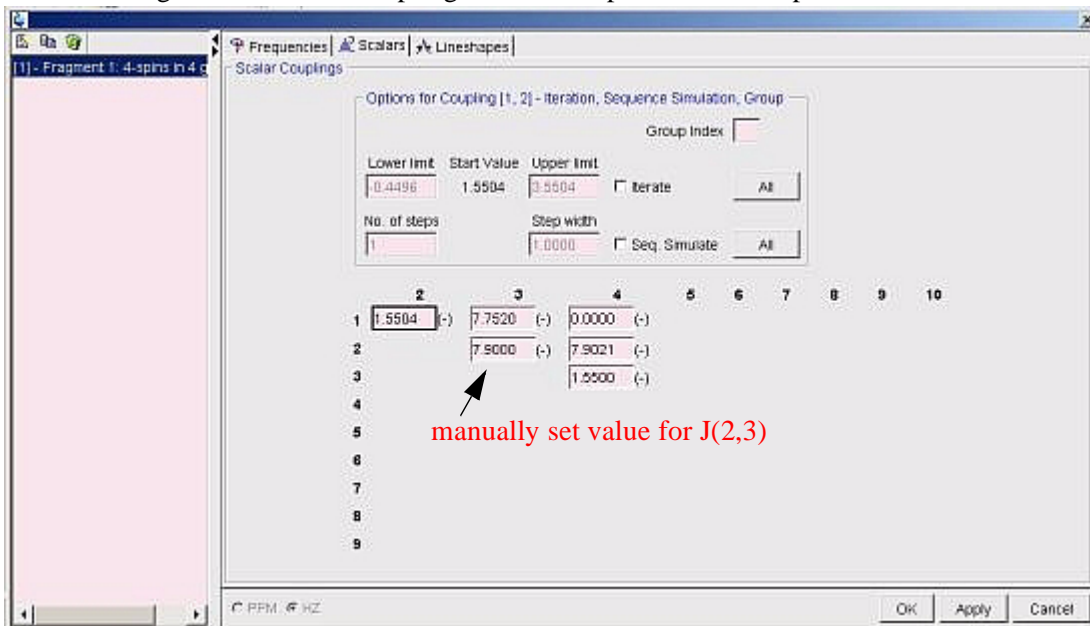 Frequencies Scalars Lineshapes
[1] - Fragment 1: 4-spins in 4 g
Scalar Couplings
Options for Coupling [1, 2] - Iteration, Sequence Simulation, Group
Group Index
Lower limit Start Value Upper limit
-0.4496 1.5504 3.5504 Iterate All
No. of steps Step width
1 1.0000 Seq. Simulate All
2 3 4 5 6 7 8 9 10
1 1.5504 (-) 7.7520 (-) 0.0000 (-)
2 7.9000 (-) 7.9021 (-)
3 1.5500 (-)
4
5 manually set value for J(2,3)
6
7
8
9
PPM HZ OK Apply Cancel